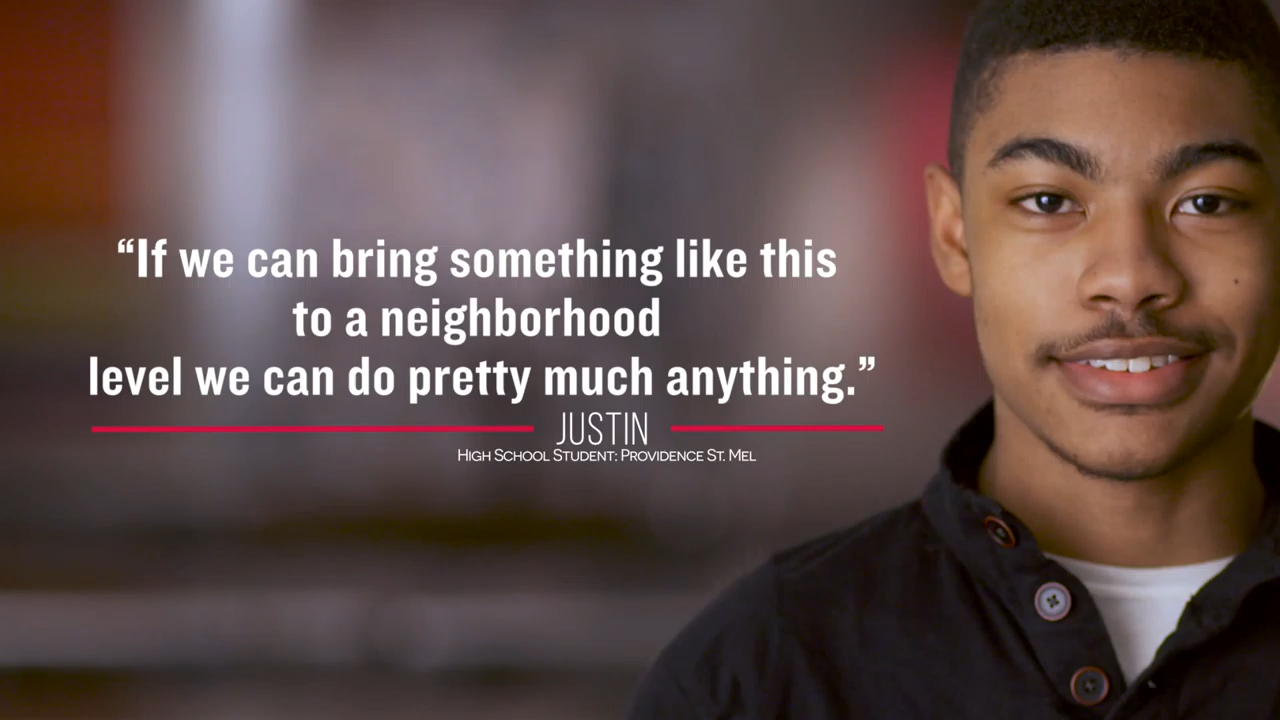 “If we can bring something like this
to a neighborhood
level we can do pretty much anything.”
JUSTIN
HIGH SCHOOL STUDENT: PROVIDENCE ST. MEL